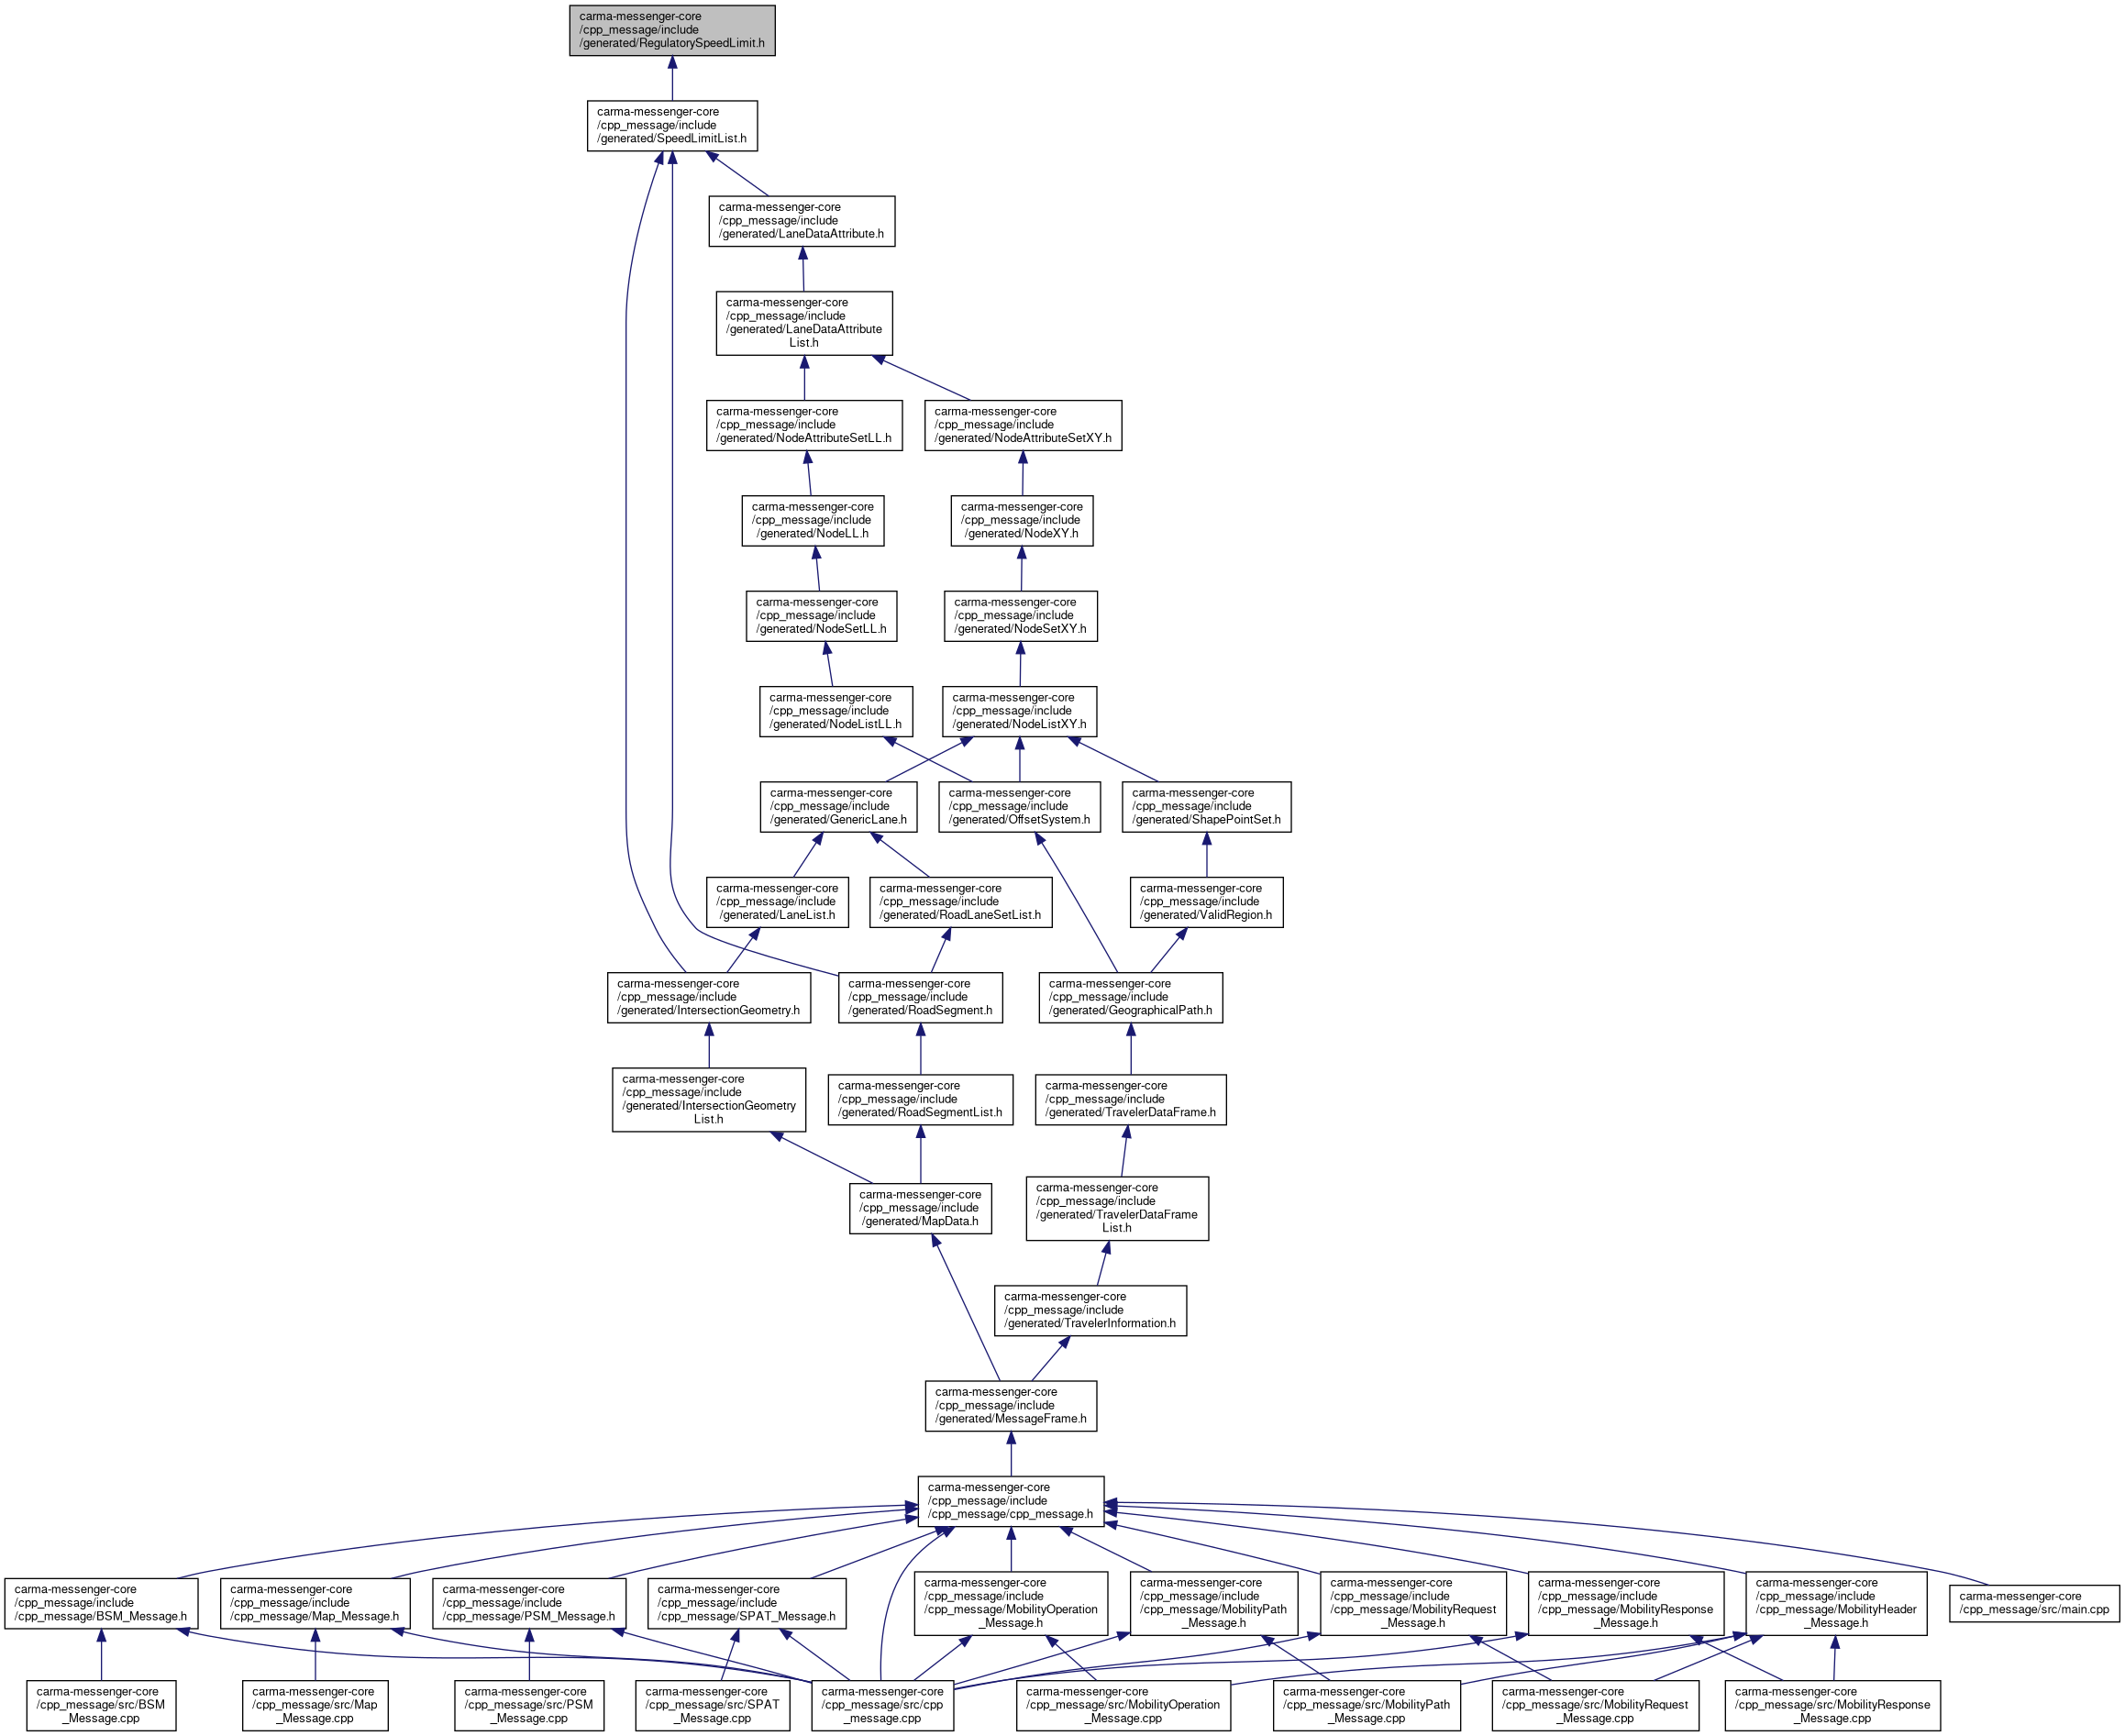 carma-messenger-core
/cpp_message/include
/generated/RegulatorySpeedLimit.h
carma-messenger-core
/cpp_message/include
/generated/SpeedLimitList.h
carma-messenger-core
/cpp_message/include
/generated/LaneDataAttribute.h
carma-messenger-core
/cpp_message/include
/generated/LaneDataAttribute
List.h
carma-messenger-core
/cpp_message/include
/generated/NodeAttributeSetLL.h
carma-messenger-core
/cpp_message/include
/generated/NodeAttributeSetXY.h
carma-messenger-core
/cpp_message/include
/generated/NodeLL.h
carma-messenger-core
/cpp_message/include
/generated/NodeXY.h
carma-messenger-core
/cpp_message/include
/generated/NodeSetLL.h
carma-messenger-core
/cpp_message/include
/generated/NodeSetXY.h
carma-messenger-core
/cpp_message/include
/generated/NodeListLL.h
carma-messenger-core
/cpp_message/include
/generated/NodeListXY.h
carma-messenger-core
/cpp_message/include
/generated/GenericLane.h
carma-messenger-core
/cpp_message/include
/generated/OffsetSystem.h
carma-messenger-core
/cpp_message/include
/generated/ShapePointSet.h
carma-messenger-core
/cpp_message/include
/generated/LaneList.h
carma-messenger-core
/cpp_message/include
/generated/RoadLaneSetList.h
carma-messenger-core
/cpp_message/include
/generated/ValidRegion.h
carma-messenger-core
/cpp_message/include
/generated/IntersectionGeometry.h
carma-messenger-core
/cpp_message/include
/generated/RoadSegment.h
carma-messenger-core
/cpp_message/include
/generated/GeographicalPath.h
carma-messenger-core
/cpp_message/include
/generated/IntersectionGeometry
List.h
carma-messenger-core
/cpp_message/include
/generated/RoadSegmentList.h
carma-messenger-core
/cpp_message/include
/generated/TravelerDataFrame.h
carma-messenger-core
/cpp_message/include
/generated/MapData.h
carma-messenger-core
/cpp_message/include
/generated/TravelerDataFrame
List.h
carma-messenger-core
/cpp_message/include
/generated/TravelerInformation.h
carma-messenger-core
/cpp_message/include
/generated/MessageFrame.h
carma-messenger-core
/cpp_message/include
/cpp_message/cpp_message.h
carma-messenger-core
/cpp_message/include
/cpp_message/BSM_Message.h
carma-messenger-core
/cpp_message/include
/cpp_message/Map_Message.h
carma-messenger-core
/cpp_message/include
/cpp_message/PSM_Message.h
carma-messenger-core
/cpp_message/include
/cpp_message/SPAT_Message.h
carma-messenger-core
/cpp_message/include
/cpp_message/MobilityOperation
_Message.h
carma-messenger-core
/cpp_message/include
/cpp_message/MobilityPath
_Message.h
carma-messenger-core
/cpp_message/include
/cpp_message/MobilityRequest
_Message.h
carma-messenger-core
/cpp_message/include
/cpp_message/MobilityResponse
_Message.h
carma-messenger-core
/cpp_message/include
/cpp_message/MobilityHeader
_Message.h
carma-messenger-core
/cpp_message/src/main.cpp
carma-messenger-core
/cpp_message/src/BSM
_Message.cpp
carma-messenger-core
/cpp_message/src/Map
_Message.cpp
carma-messenger-core
/cpp_message/src/PSM
_Message.cpp
carma-messenger-core
/cpp_message/src/SPAT
_Message.cpp
carma-messenger-core
/cpp_message/src/cpp
_message.cpp
carma-messenger-core
/cpp_message/src/MobilityOperation
_Message.cpp
carma-messenger-core
/cpp_message/src/MobilityPath
_Message.cpp
carma-messenger-core
/cpp_message/src/MobilityRequest
_Message.cpp
carma-messenger-core
/cpp_message/src/MobilityResponse
_Message.cpp